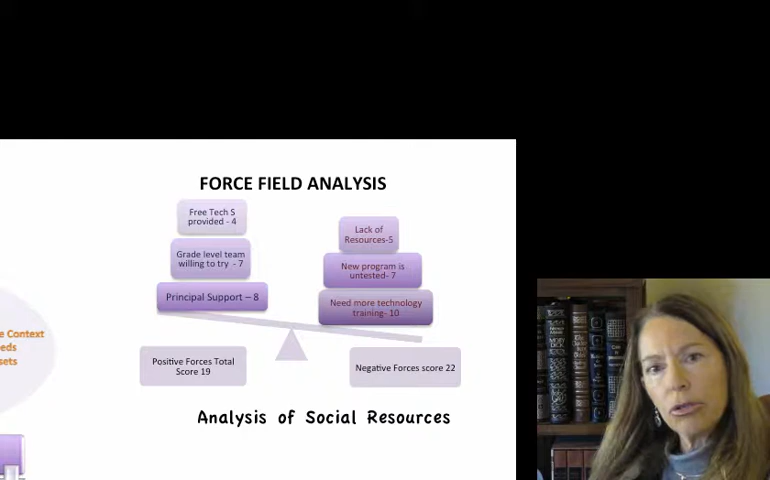 FORCE FIELD ANALYSIS
Free Tech S
provided - 4
Grade level team
willing to try - 7
Principal Support – 8
Lack of
Resources-5
New program is
untested- 7
Need more technology
training- 10
Positive Forces Total
Score 19
Negative Forces score 22
Analysis of Social Resources
e Context
eds
sets